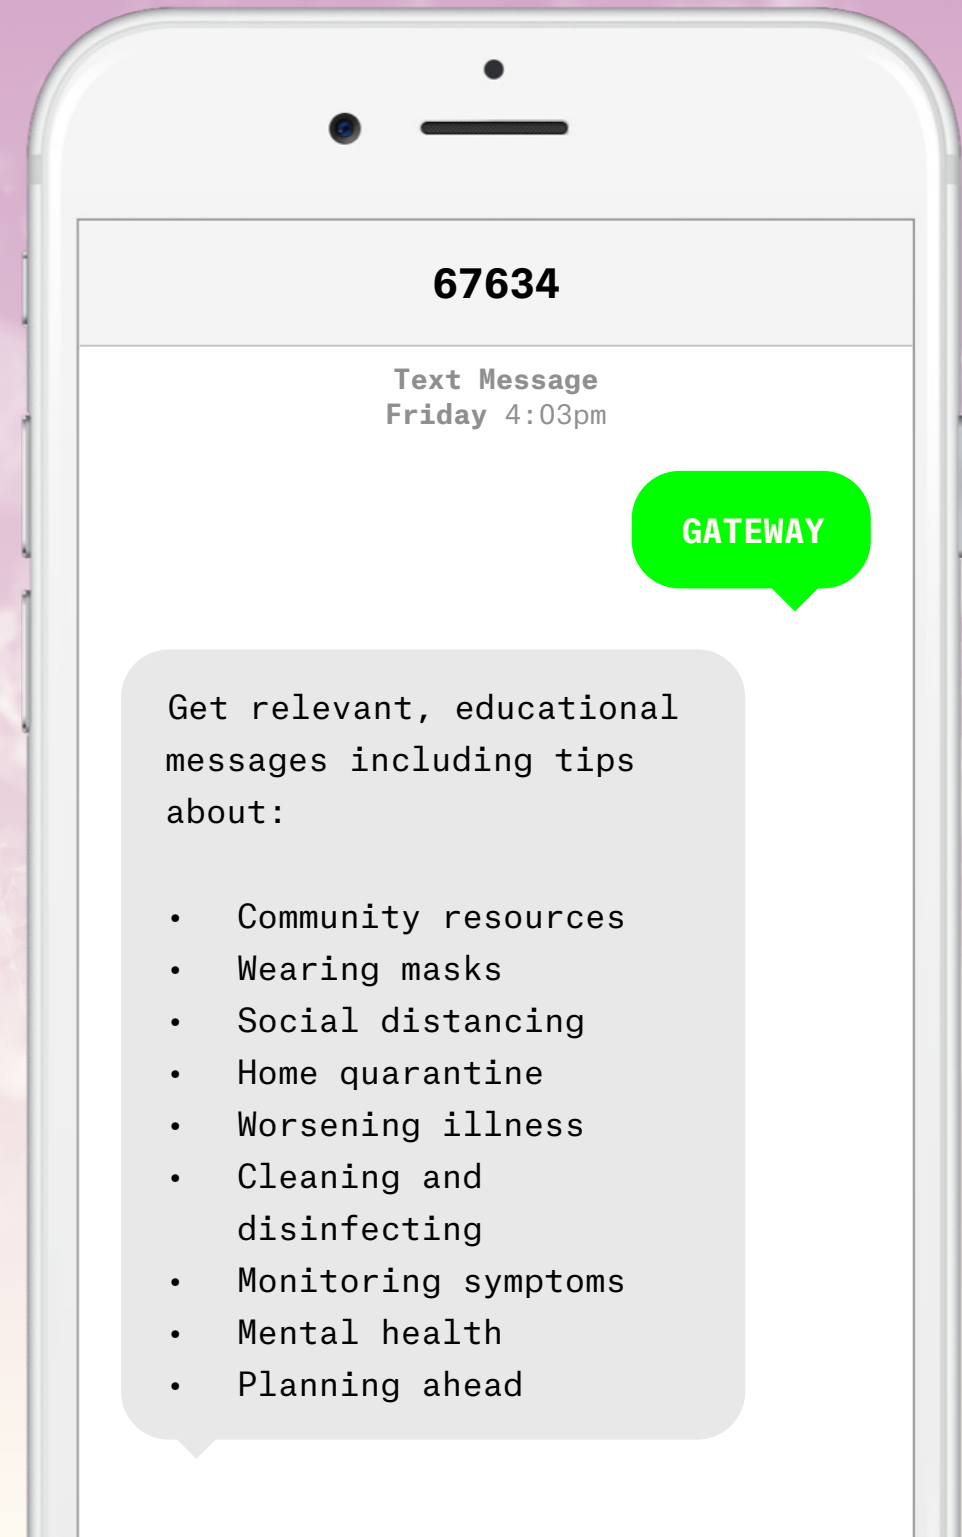 67634
Text Message
Friday 4:03pm
GATEWAY
Get relevant, educational
messages including tips
about:
• Community resources
• Wearing masks
• Social distancing
• Home quarantine
• Worsening illness
• Cleaning and
disinfecting
• Monitoring symptoms
• Mental health
• Planning ahead